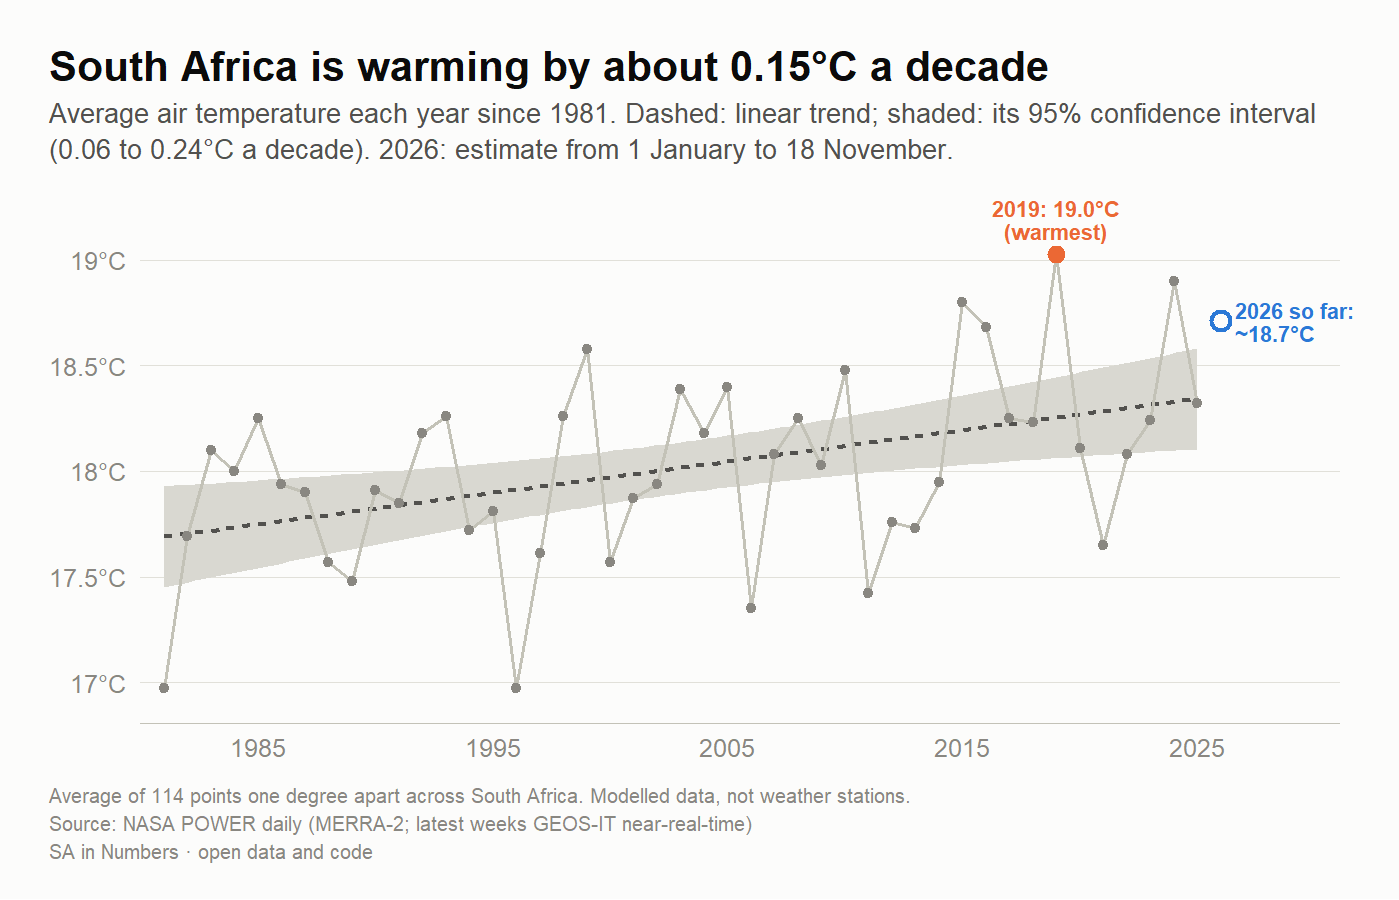 South Africa is warming by about 0.15°C a decade
Average air temperature each year since 1981. Dashed: linear trend; shaded: its 95% confidence interval
(0.06 to 0.24°C a decade). 2026: estimate from 1 January to 18 November.
2019: 19.0°C
(warmest)
19°C
2026 so far:
~18.7°C
18.5°C
18°C
17.5°C
17°C
1985
1995
2005
2015
2025
Average of 114 points one degree apart across South Africa. Modelled data, not weather stations.
Source: NASA POWER daily (MERRA-2; latest weeks GEOS-IT near-real-time)
SA in Numbers · open data and code